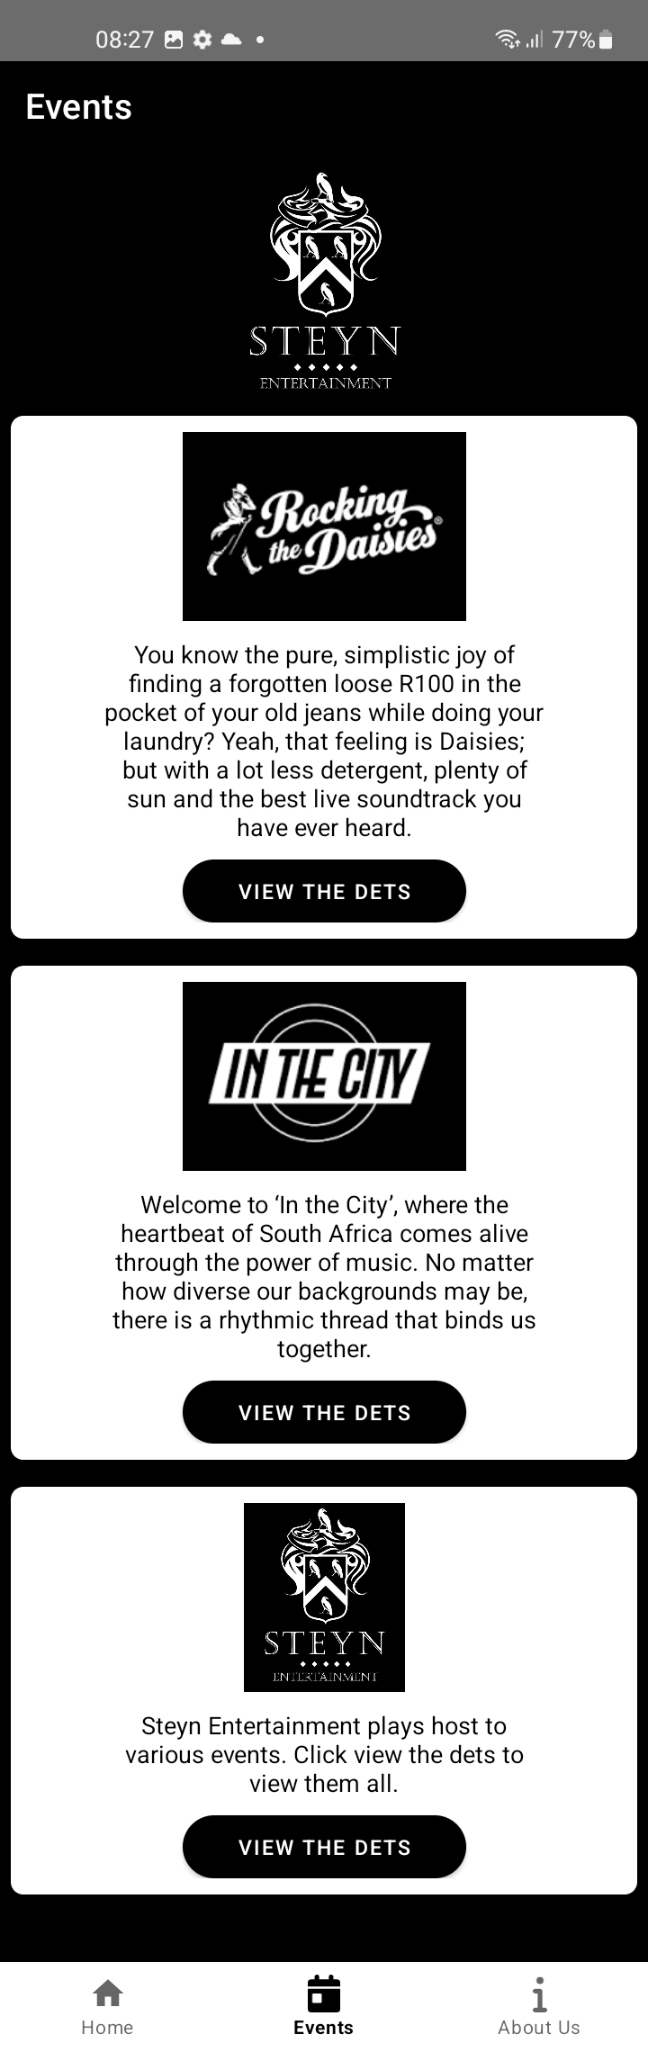 08:27
77%
Events
STEYN
ENTERTAINMENT
Rocking
the Daisies®
You know the pure, simplistic joy of
finding a forgotten loose R100 in the
pocket of your old jeans while doing your
laundry? Yeah, that feeling is Daisies;
but with a lot less detergent, plenty of
sun and the best live soundtrack you
have ever heard.
VIEW THE DETS
IN THE CITY
Welcome to ‘In the City’, where the
heartbeat of South Africa comes alive
through the power of music. No matter
how diverse our backgrounds may be,
there is a rhythmic thread that binds us
together.
VIEW THE DETS
STEYN
ENTERTAINMENT
Steyn Entertainment plays host to
various events. Click view the dets to
view them all.
VIEW THE DETS
Home
Events
About Us